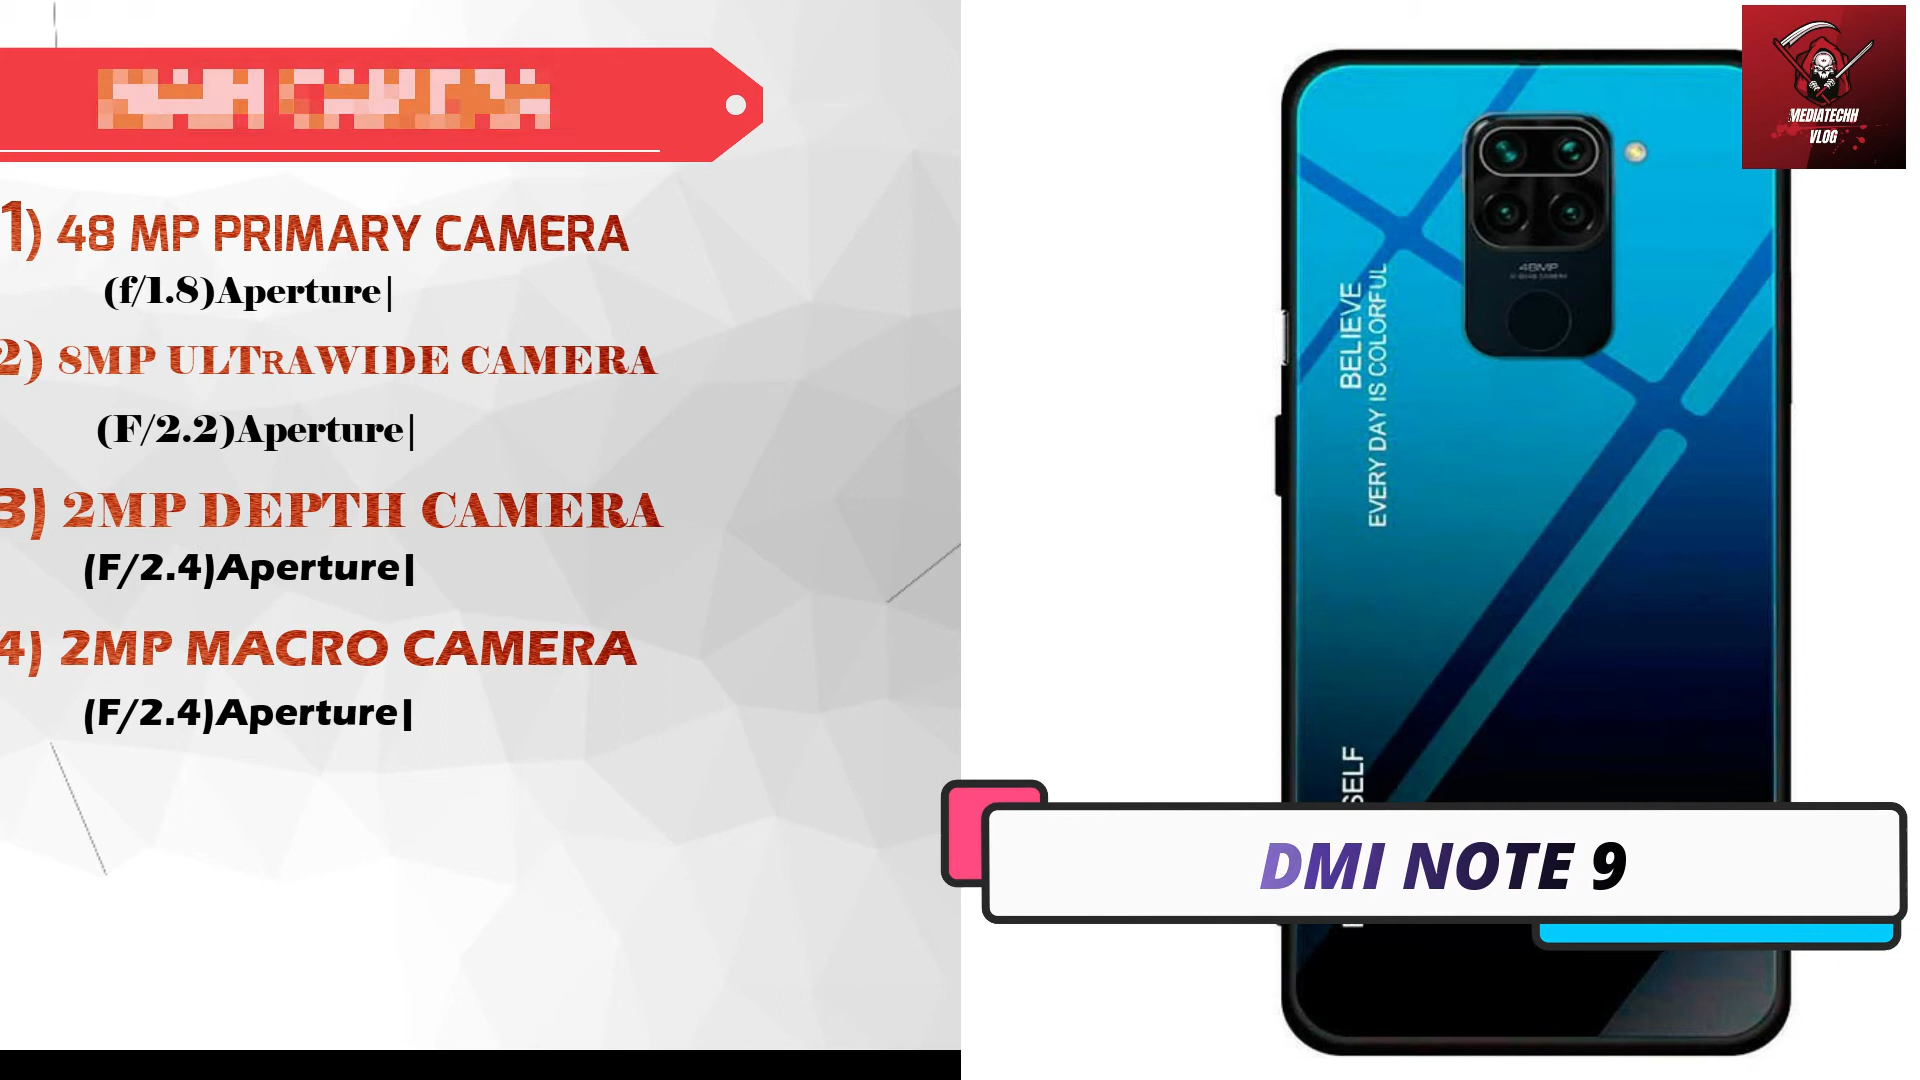 1) 48 MP PRIMARY CAMERA
(f/1.8)Aperture|
2) 8MP ULTrAWIDE CAMERA
(F/2.2)Aperture|
3) 2MP DEPTH CAMERA
(F/2.4)Aperture|
4) 2MP MACRO CAMERA
(F/2.4)Aperture|
MEDIATECHH
VLOG
48MP
BELIEVE
EVERY DAY IS COLORFUL
SELF
DMI NOTE 9